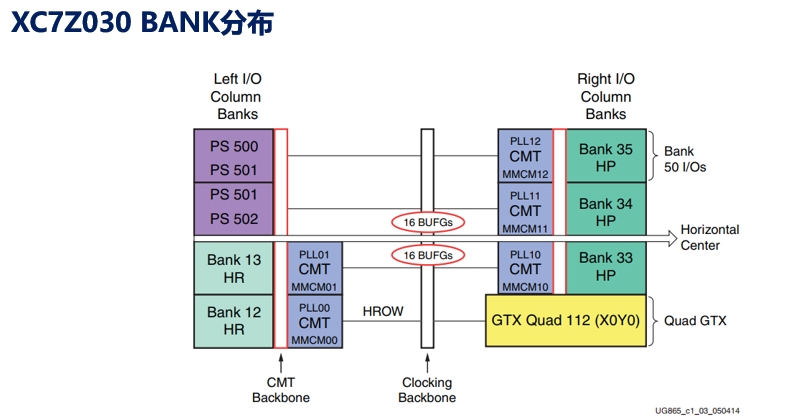 XC7Z030 BANK分布
Left I/O
Column
Banks
Right I/O
Column
Banks
PS 500
PS 501
PS 501
PS 502
PLL12
CMT
MMCM12
Bank 35
HP
Bank
50 I/Os
PLL11
CMT
MMCM11
Bank 34
HP
16 BUFGs
Horizontal
Center
16 BUFGs
Bank 13
HR
PLL01
CMT
MMCM01
PLL10
CMT
MMCM10
Bank 33
HP
Bank 12
HR
PLL00
CMT
MMCM00
HROW
GTX Quad 112 (X0Y0)
Quad GTX
CMT
Backbone
Clocking
Backbone
UG865_c1_03_050414